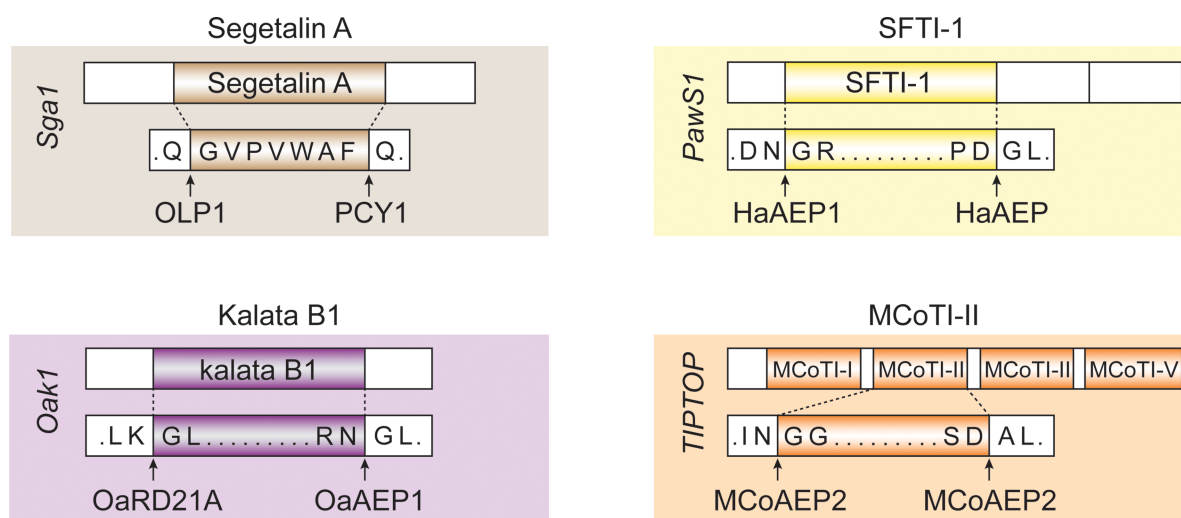 Segetalin A
Sga1
Segetalin A
.Q GVPVWAF Q.
OLP1 PCY1
SFTI-1
PawS1
SFTI-1
.DN GR.........PD GL.
HaAEP1 HaAEP
Kalata B1
Oak1
kalata B1
.LK GL.........RN GL.
OaRD21A OaAEP1
MCoTI-II
TIPTOP
MCoTI-I MCoTI-II MCoTI-II MCoTI-V
.IN GG.........SD AL.
MCoAEP2 MCoAEP2